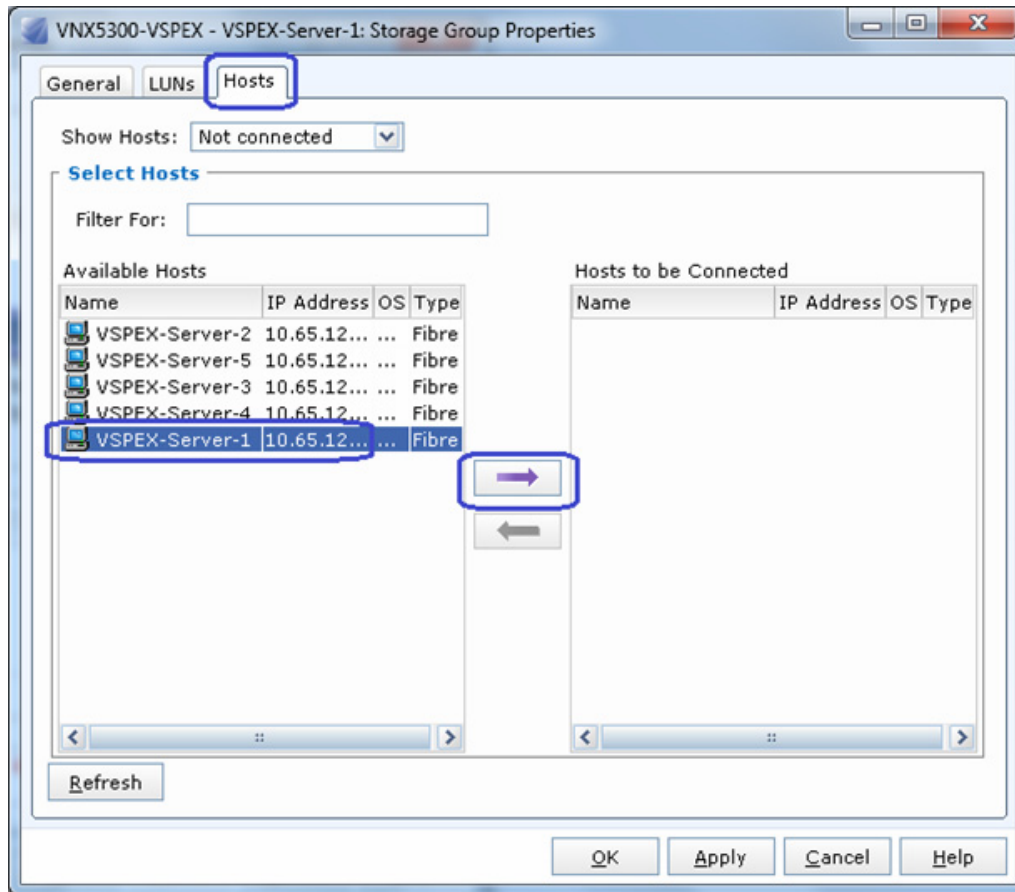 VNX5300-VSPEX - VSPEX-Server-1: Storage Group Properties
General LUNs Hosts
Show Hosts: Not connected
Select Hosts
Filter For:
Available Hosts Hosts to be Connected
Name IP Address OS Type Name IP Address OS Type
VSPEX-Server-2 10.65.12... ... Fibre
VSPEX-Server-5 10.65.12... ... Fibre
VSPEX-Server-3 10.65.12... ... Fibre
VSPEX-Server-4 10.65.12... ... Fibre
VSPEX-Server-1 10.65.12... ... Fibre
Refresh
OK Apply Cancel Help